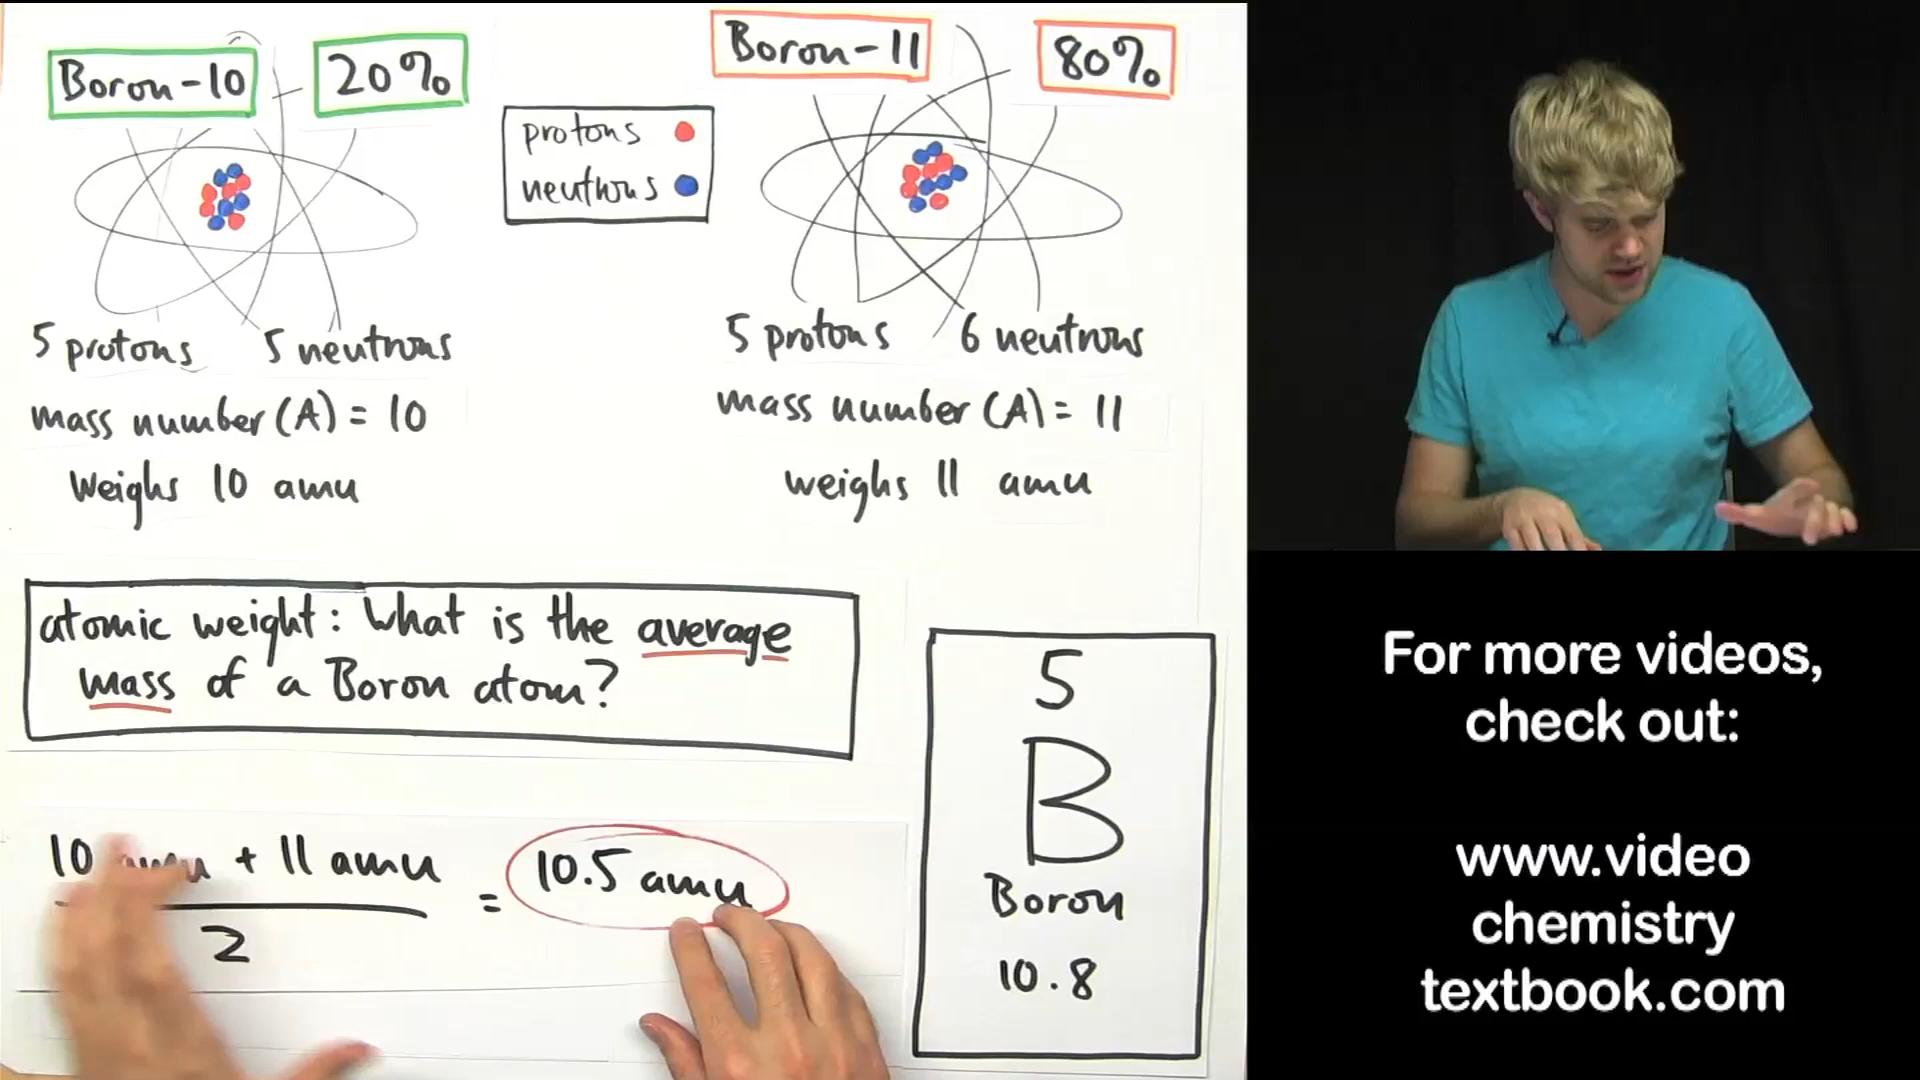 Boron-10
20%
Boron-11
80%
protons
neutrons
5 protons 5 neutrons
mass number (A) = 10
Weighs 10 amu
5 protons 6 neutrons
mass number (A) = 11
weighs 11 amu
atomic weight: What is the average
mass of a Boron atom?
10 amu + 11 amu
2
= 10.5 amu
5
B
Boron
10.8
For more videos,
check out:
www.video
chemistry
textbook.com